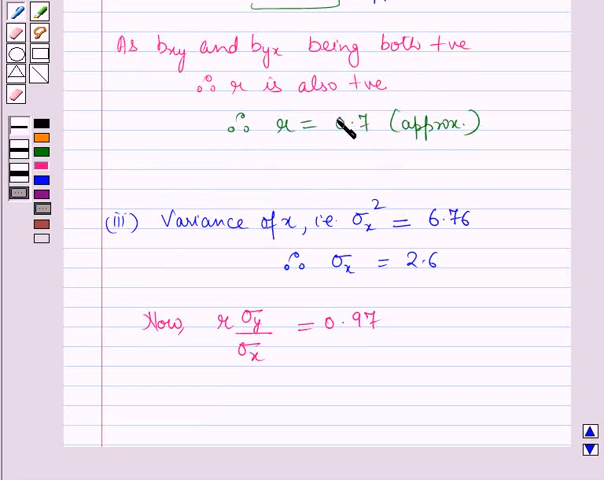 As bxy and byx being both +ve
∴ r is also +ve
∴ r = 0.7 (approx.)
(iii) Variance of x, i.e. σx² = 6.76
∴ σx = 2.6
Now, r σy/σx = 0.97